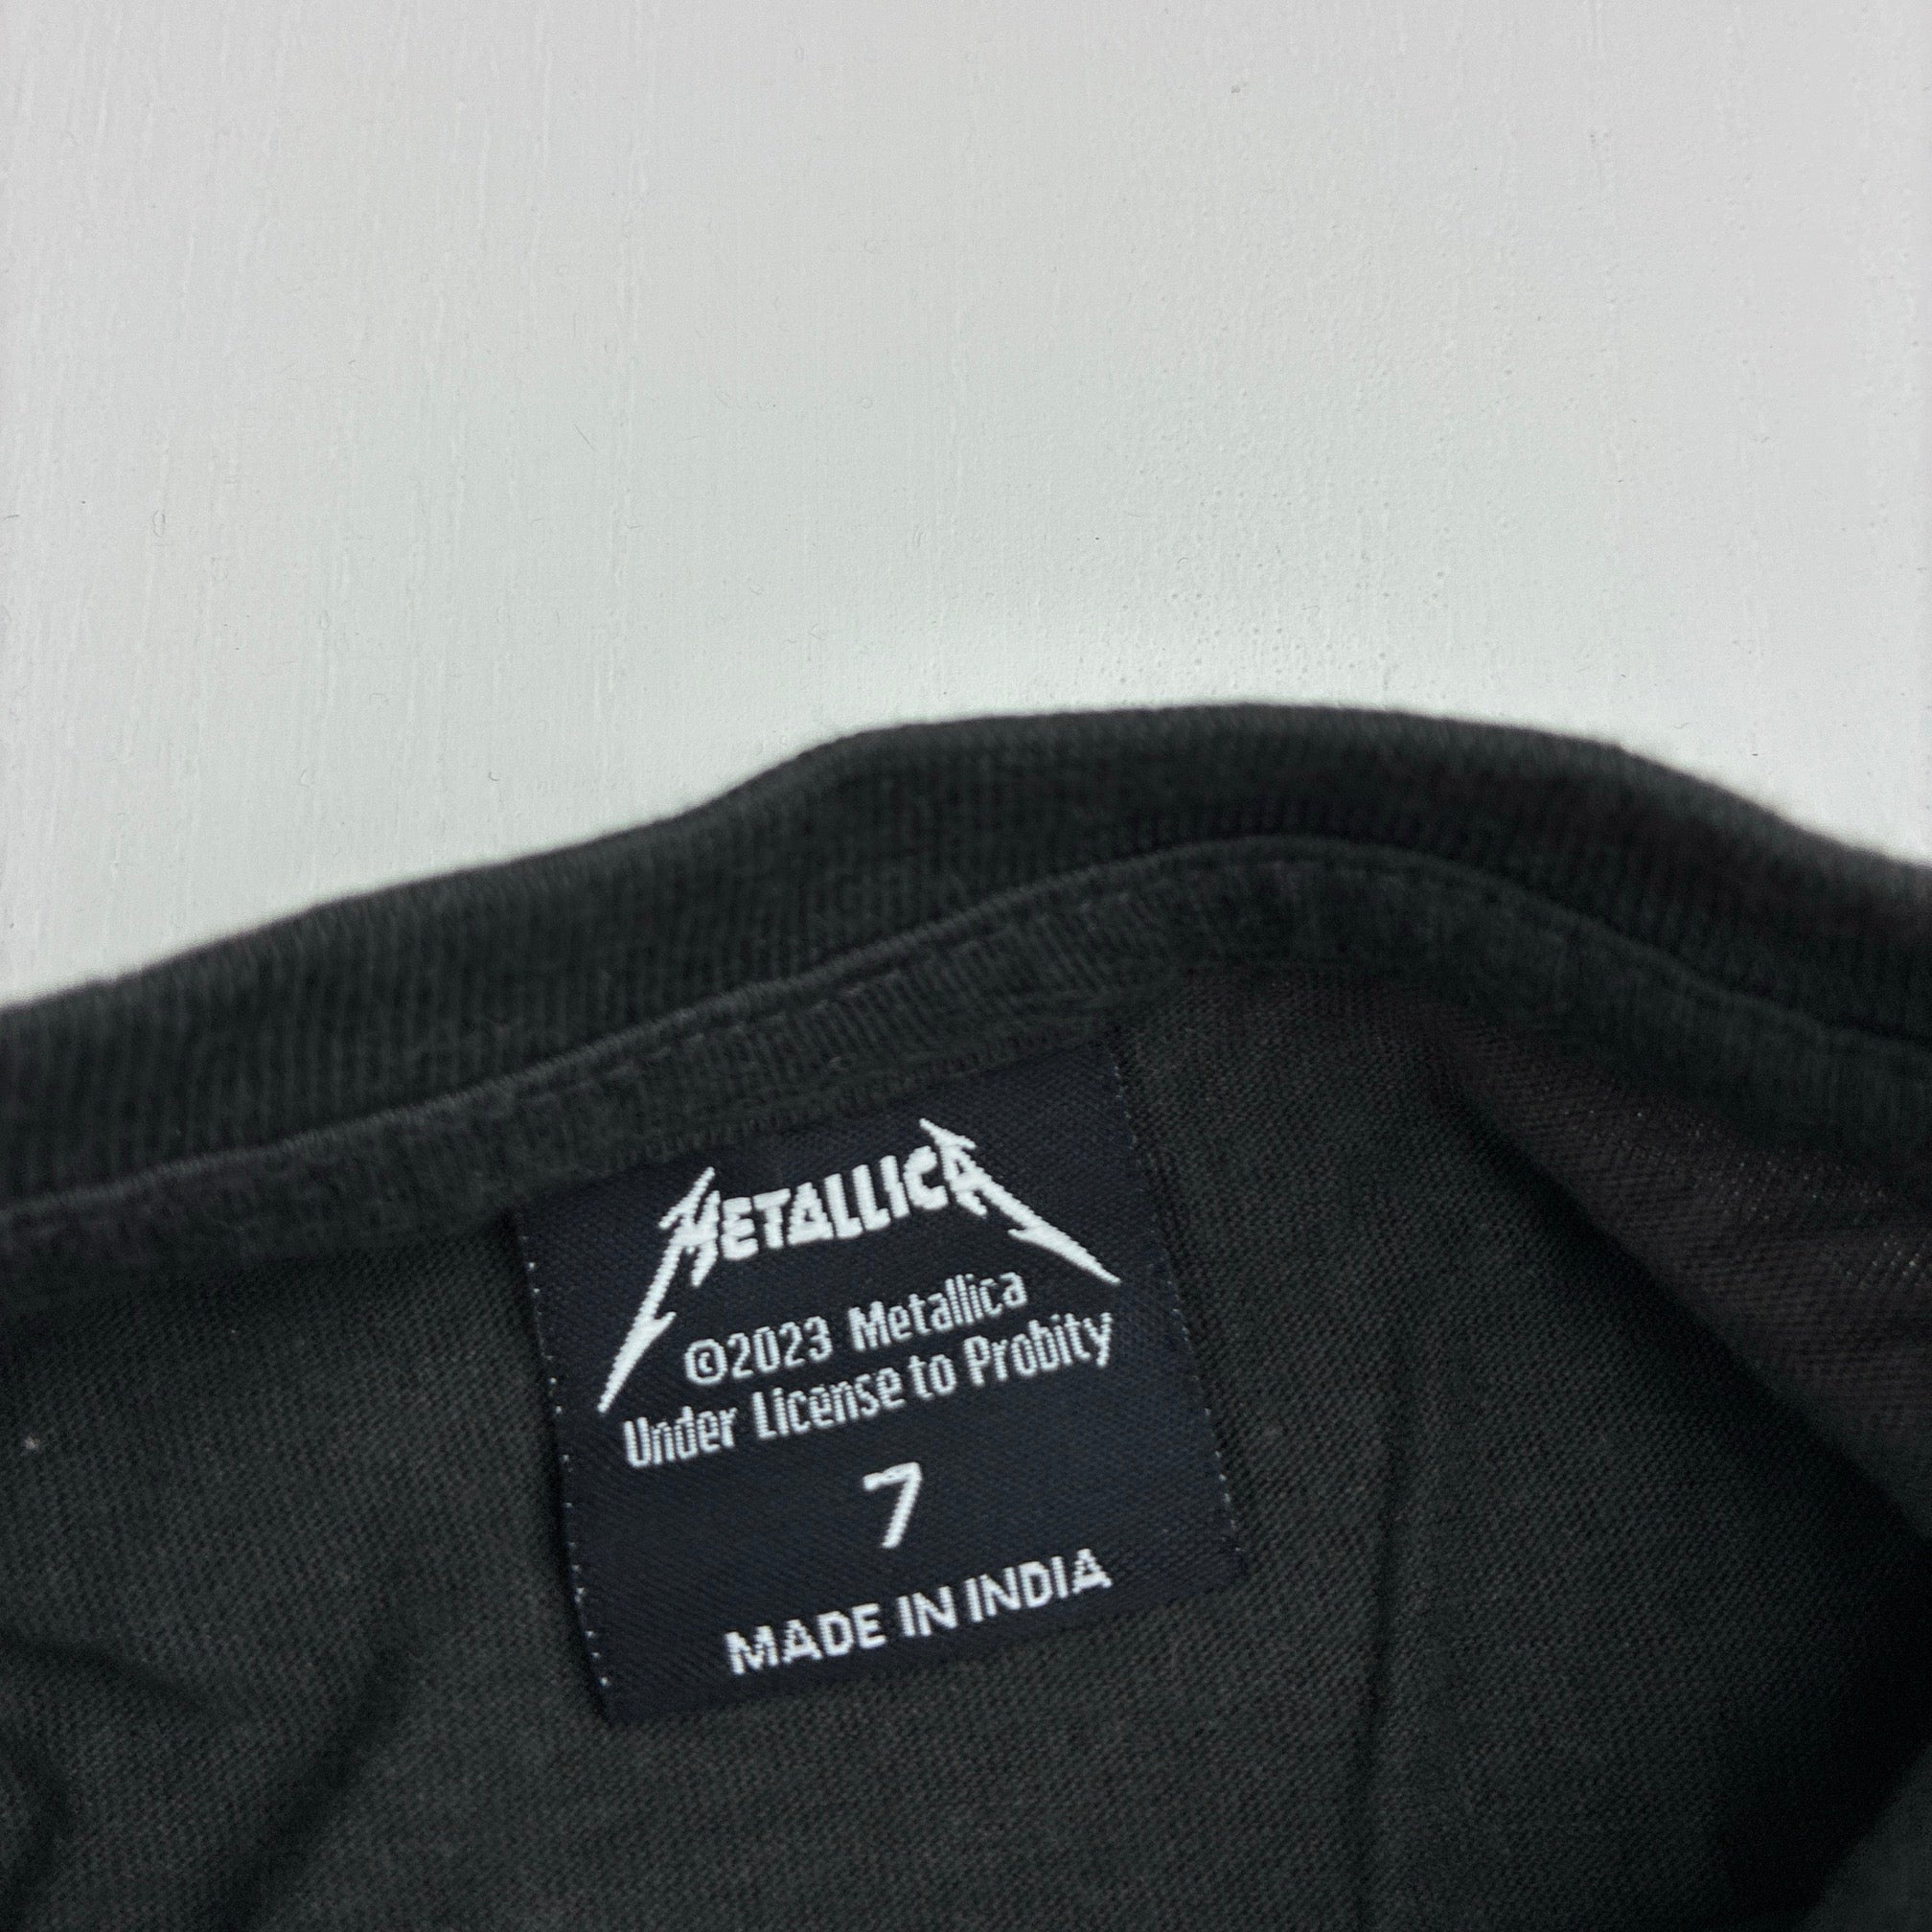 METALLICA
©2023 Metallica
Under License to Probity
7
MADE IN INDIA